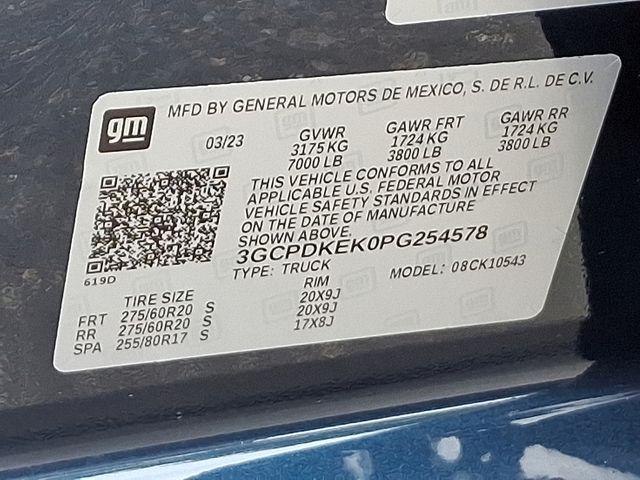 gm
MFD BY GENERAL MOTORS DE MEXICO, S. DE R.L. DE C.V.
03/23 GVWR GAWR FRT GAWR RR
3175 KG 1724 KG 1724 KG
7000 LB 3800 LB 3800 LB
THIS VEHICLE CONFORMS TO ALL
APPLICABLE U.S. FEDERAL MOTOR
VEHICLE SAFETY STANDARDS IN EFFECT
ON THE DATE OF MANUFACTURE
SHOWN ABOVE.
3GCPDKEK0PG254578
619D
TYPE: TRUCK MODEL: 08CK10543
TIRE SIZE RIM
FRT 275/60R20 S 20X9J
RR 275/60R20 S 20X9J
SPA 255/80R17 S 17X8J